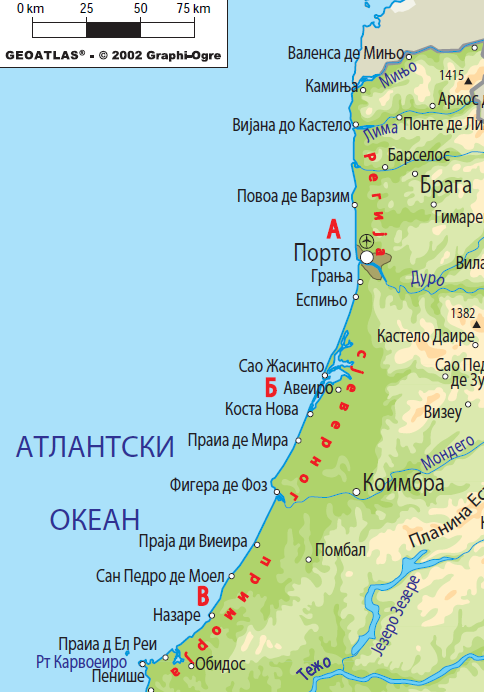 0 km 25 50 75 km
GEOATLAS® - © 2002 Graphi-Ogre
Валенса де Мињо
Мињо
1415
Камиња
Аркос
Вијана до Кастело
Лима
Понте де Ли
Барселос
Брага
Повоа де Варзим
Гимаре
А
Порто
Вила
Грања
Дуро
Еспињо
1382
Кастело Даире
Сао Жасинто
Сао Пед
де Зу
Б
Авеиро
Коста Нова
Визеу
АТЛАНТСКИ
Праиа де Мира
Мондего
Фигера де Фоз
Коимбра
ОКЕАН
Планина Ес
Праја ди Виеира
Помбал
Сан Педро де Моел
В
Назаре
Језеро Зезере
Праиа д Ел Реи
Рт Карвоеиро
Обидос
Пенише
Тежо
Регија северног приморја